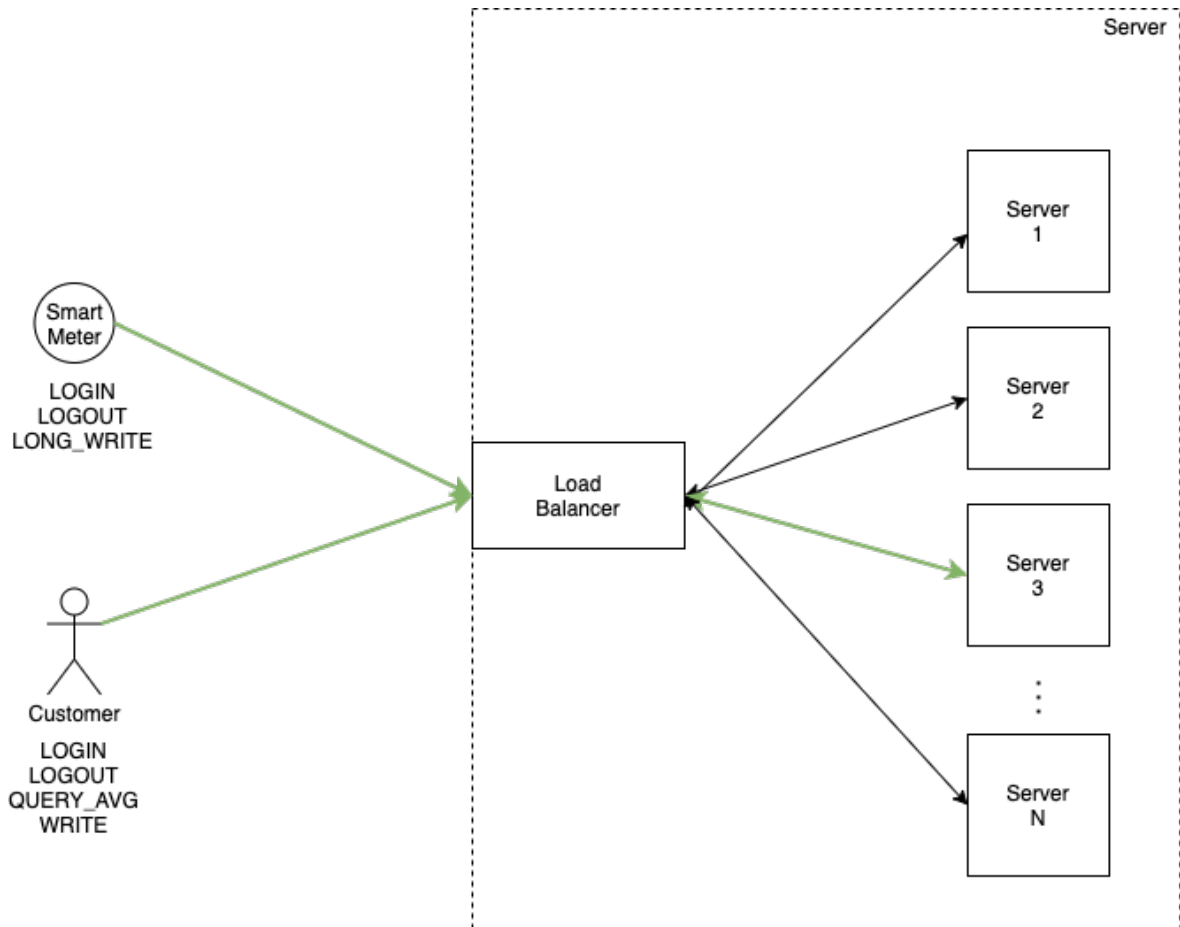 Server
Server
1
Smart
Meter
LOGIN
LOGOUT
LONG_WRITE
Server
2
Load
Balancer
Server
3
Customer
LOGIN
LOGOUT
QUERY_AVG
WRITE
Server
N